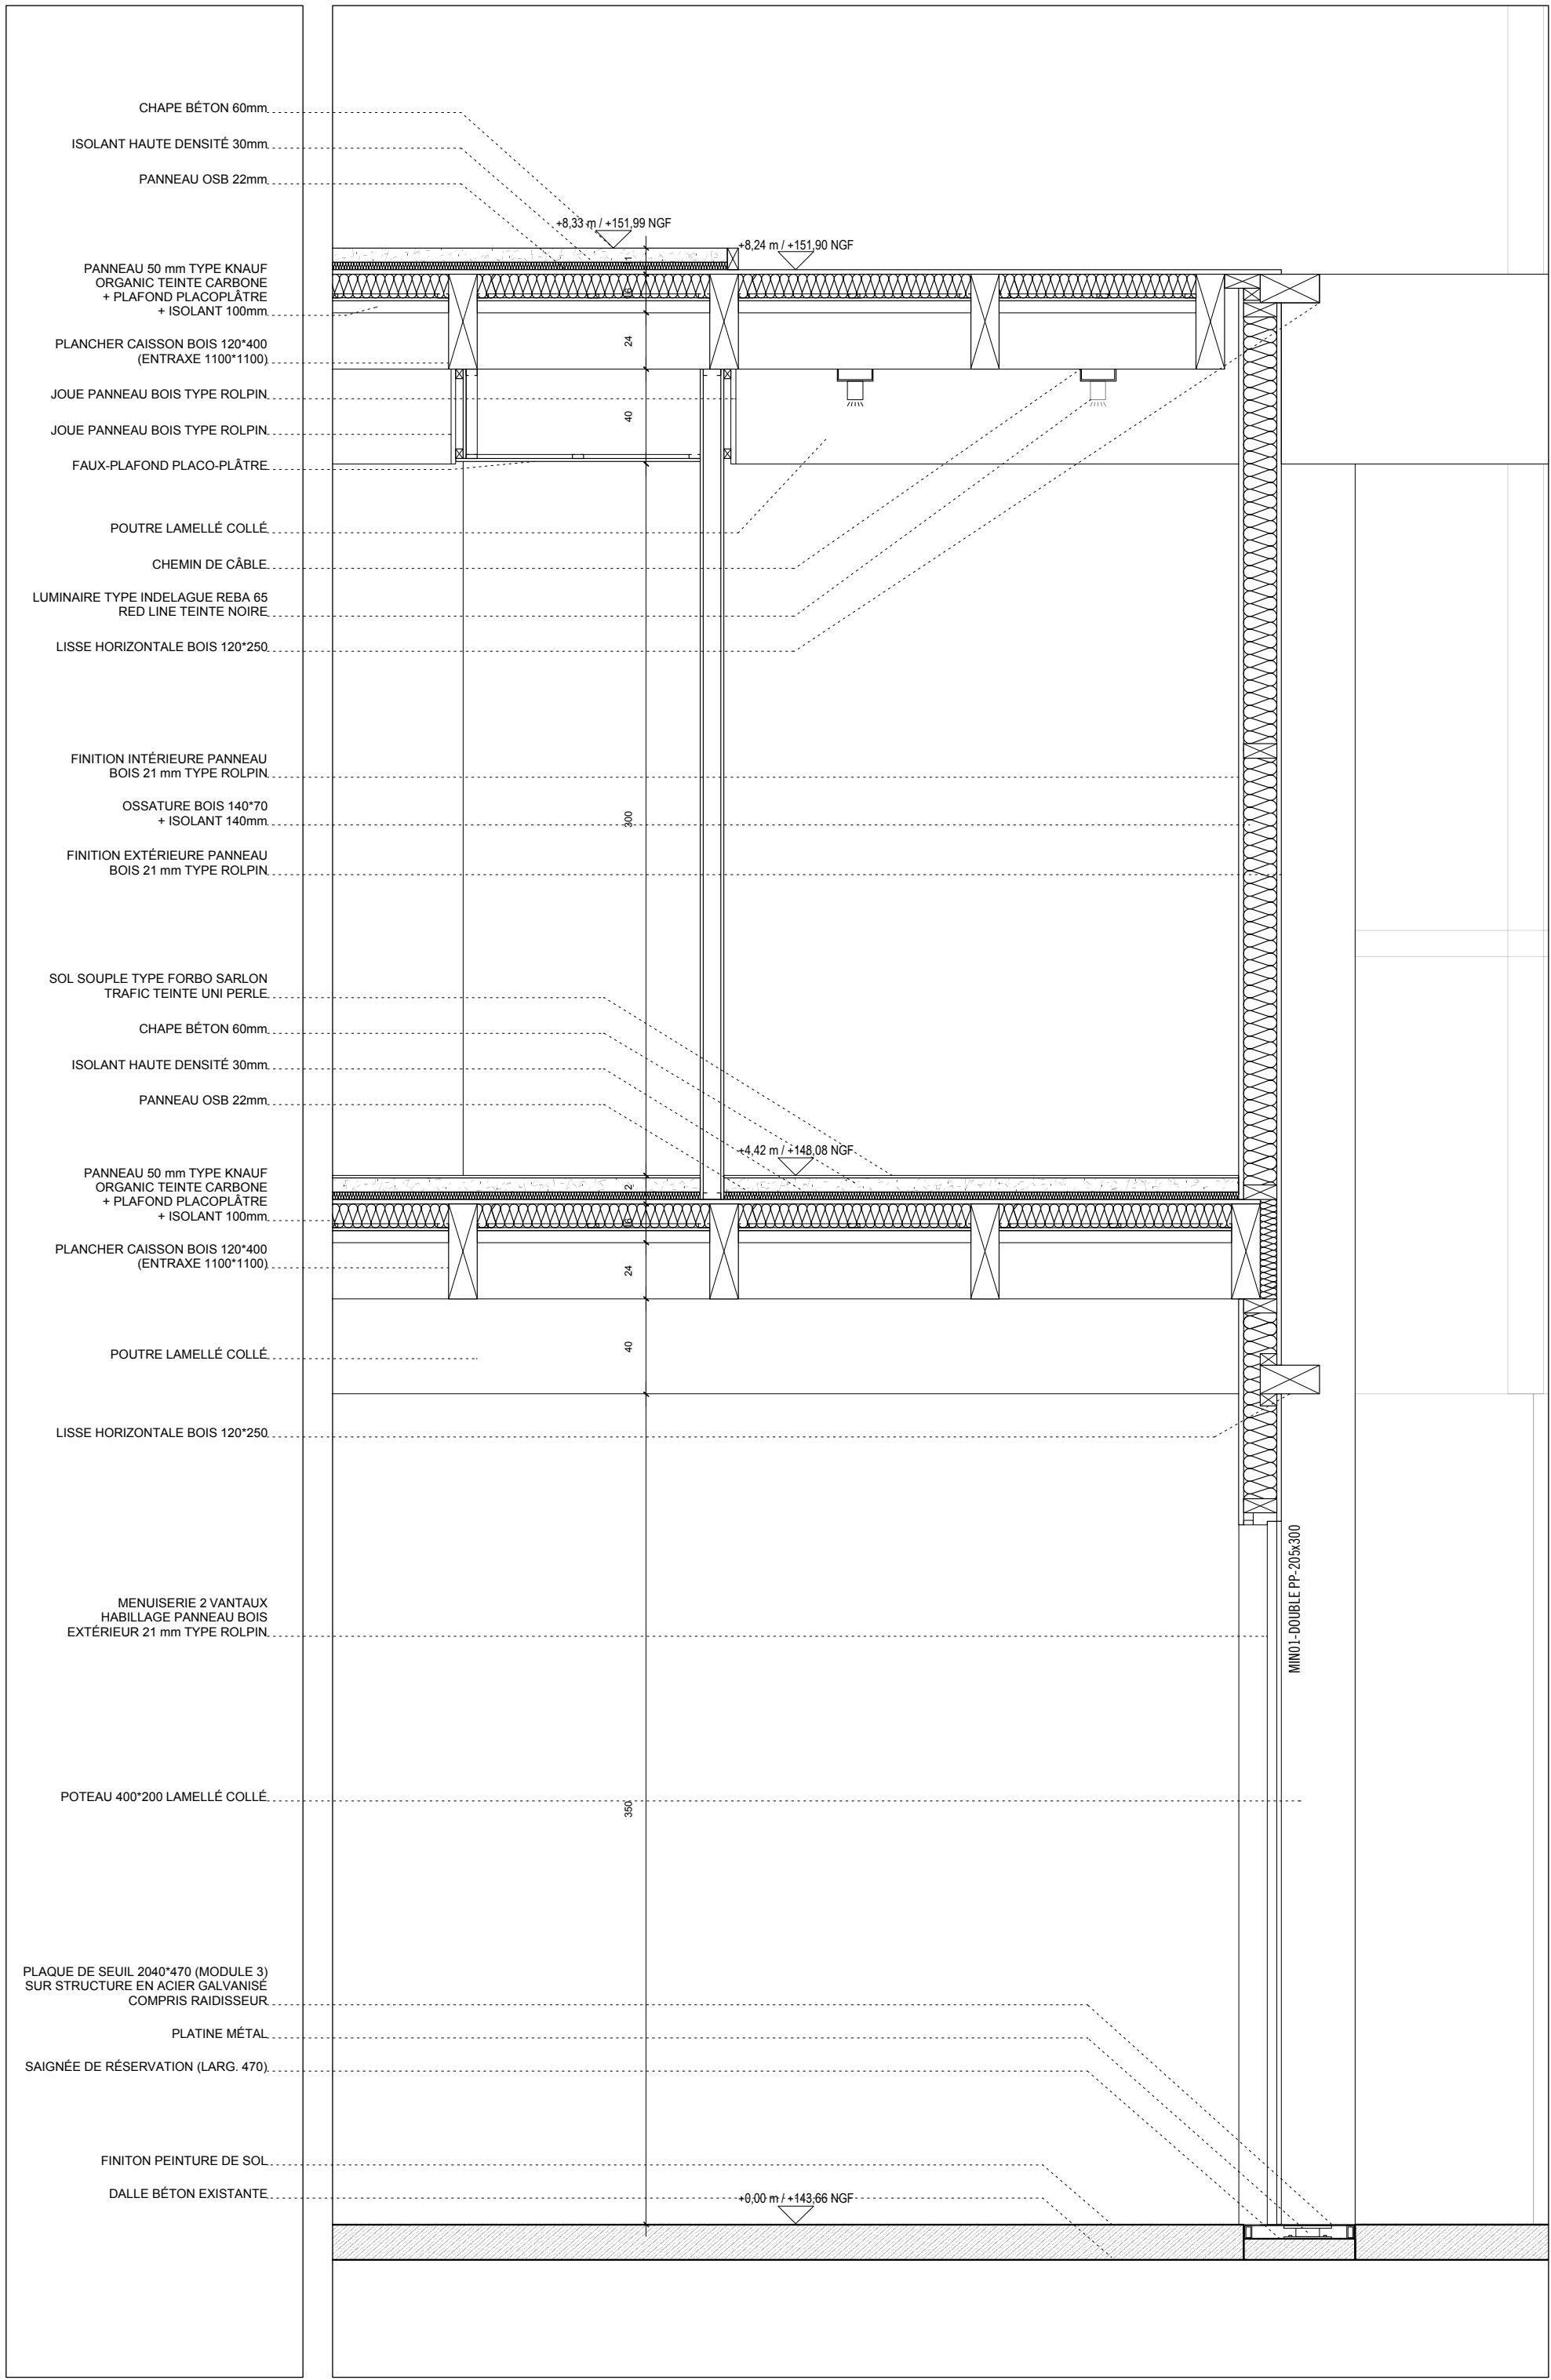 CHAPE BÉTON 60mm
ISOLANT HAUTE DENSITÉ 30mm
PANNEAU OSB 22mm
+8,33 m / +151,99 NGF
+8,24 m / +151,90 NGF
PANNEAU 50 mm TYPE KNAUF
ORGANIC TEINTE CARBONE
+ PLAFOND PLACOPLÂTRE
+ ISOLANT 100mm
1
16
PLANCHER CAISSON BOIS 120*400
(ENTRAXE 1100*1100)
24
JOUE PANNEAU BOIS TYPE ROLPIN
40
JOUE PANNEAU BOIS TYPE ROLPIN
FAUX-PLAFOND PLACO-PLÂTRE
POUTRE LAMELLÉ COLLÉ
CHEMIN DE CÂBLE
LUMINAIRE TYPE INDELAGUE REBA 65
RED LINE TEINTE NOIRE
LISSE HORIZONTALE BOIS 120*250
FINITION INTÉRIEURE PANNEAU
BOIS 21 mm TYPE ROLPIN
OSSATURE BOIS 140*70
+ ISOLANT 140mm
300
FINITION EXTÉRIEURE PANNEAU
BOIS 21 mm TYPE ROLPIN
SOL SOUPLE TYPE FORBO SARLON
TRAFIC TEINTE UNI PERLE
CHAPE BÉTON 60mm
ISOLANT HAUTE DENSITÉ 30mm
PANNEAU OSB 22mm
+4,42 m / +148,08 NGF
PANNEAU 50 mm TYPE KNAUF
ORGANIC TEINTE CARBONE
+ PLAFOND PLACOPLÂTRE
+ ISOLANT 100mm
2
16
PLANCHER CAISSON BOIS 120*400
(ENTRAXE 1100*1100)
24
POUTRE LAMELLÉ COLLÉ
40
LISSE HORIZONTALE BOIS 120*250
MENUISERIE 2 VANTAUX
HABILLAGE PANNEAU BOIS
EXTÉRIEUR 21 mm TYPE ROLPIN
MIN01-DOUBLE PP-205x300
POTEAU 400*200 LAMELLÉ COLLÉ
350
PLAQUE DE SEUIL 2040*470 (MODULE 3)
SUR STRUCTURE EN ACIER GALVANISÉ
COMPRIS RAIDISSEUR
PLATINE MÉTAL
SAIGNÉE DE RÉSERVATION (LARG. 470)
FINITON PEINTURE DE SOL
DALLE BÉTON EXISTANTE
+0,00 m / +143,66 NGF